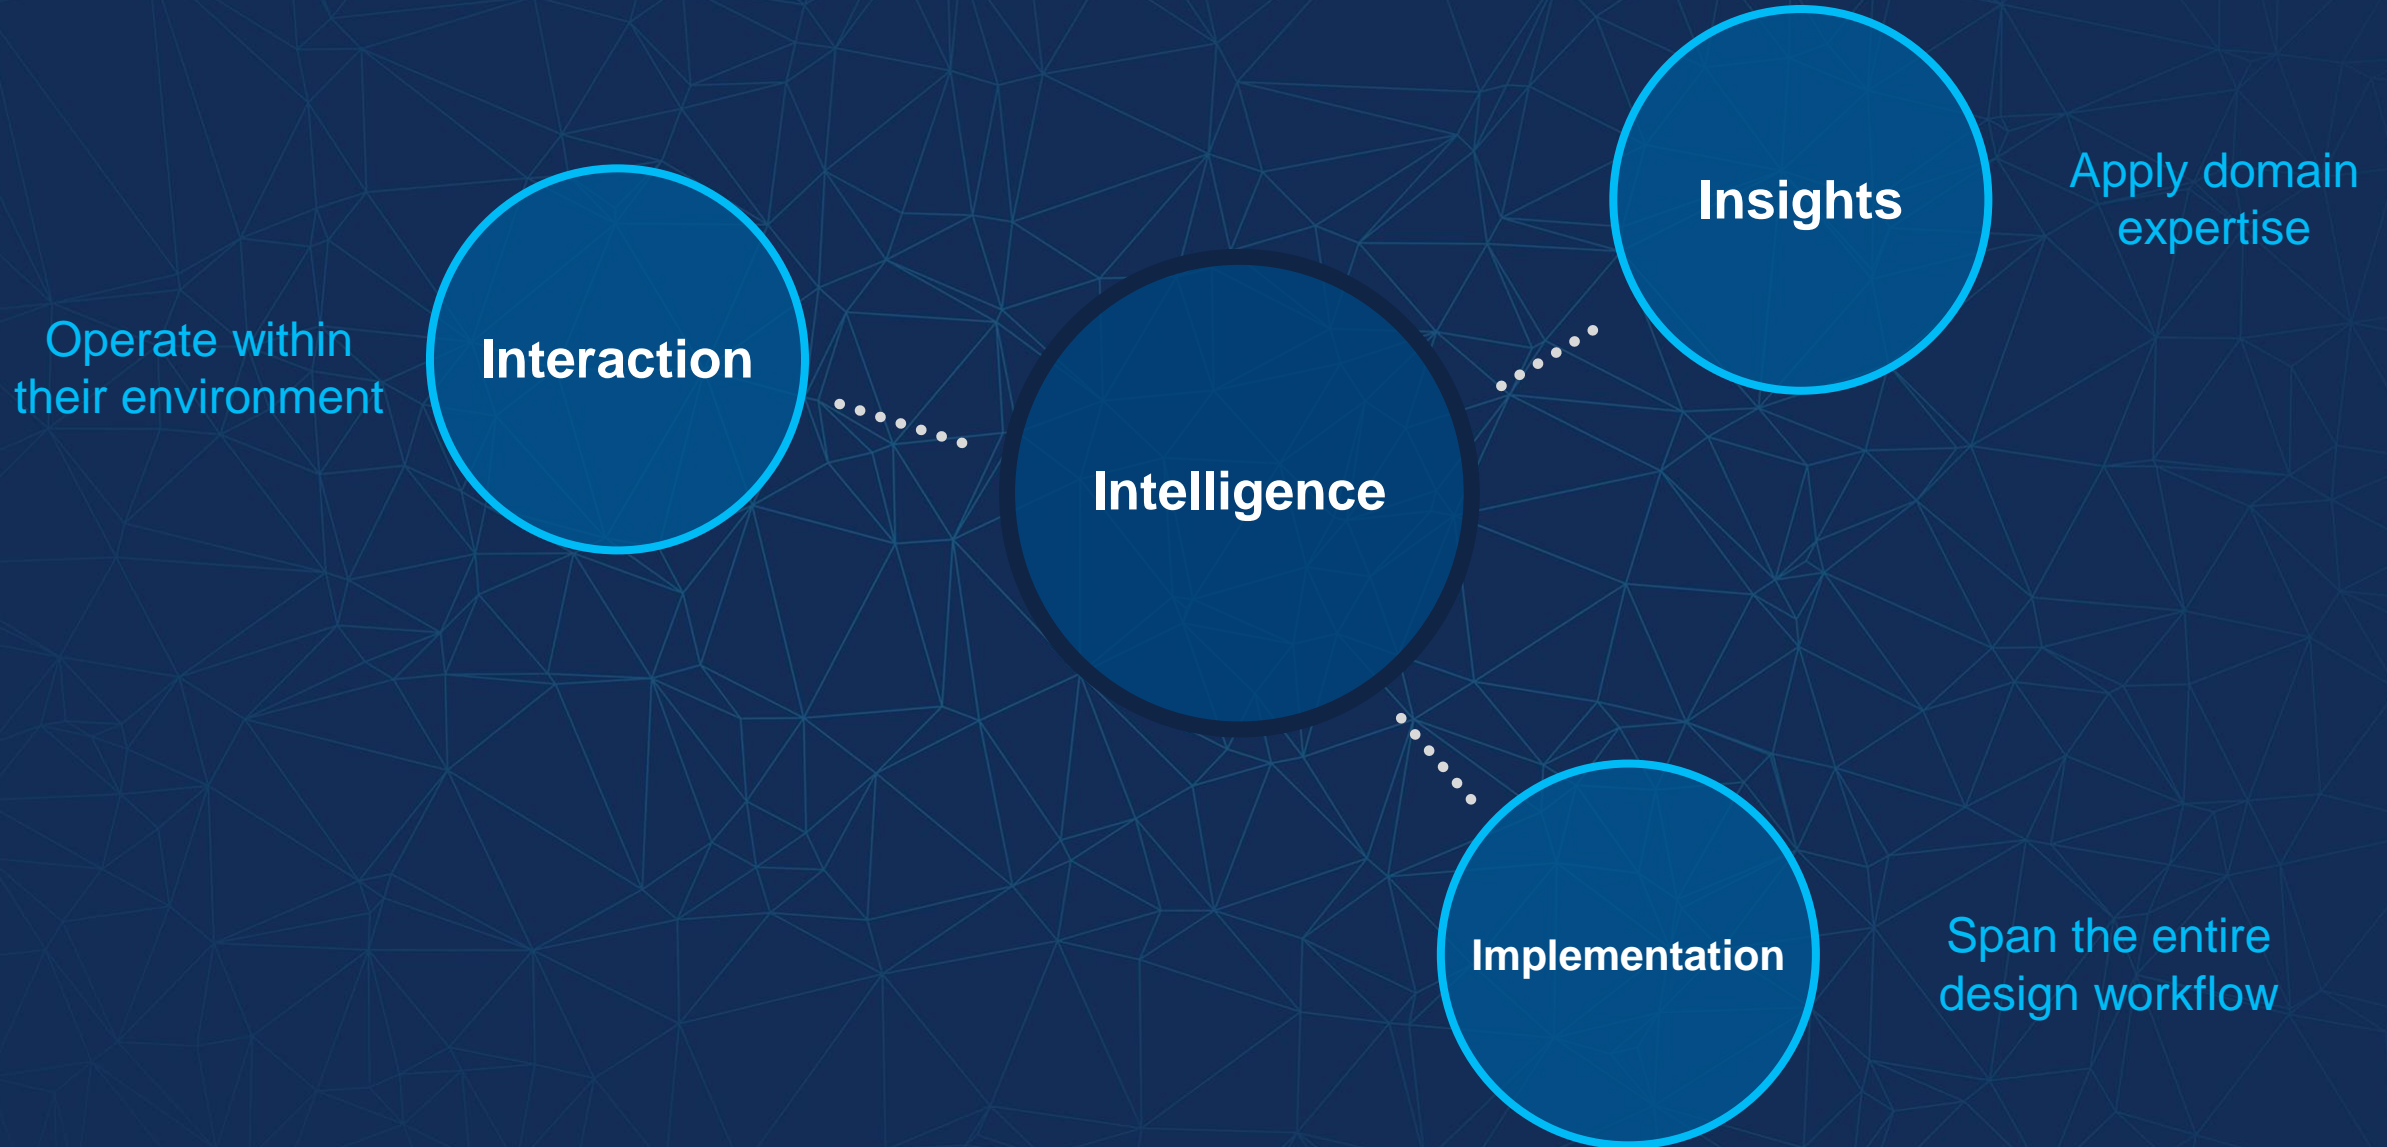 Insights
Apply domain
expertise
Interaction
Operate within
their environment
Intelligence
Implementation
Span the entire
design workflow